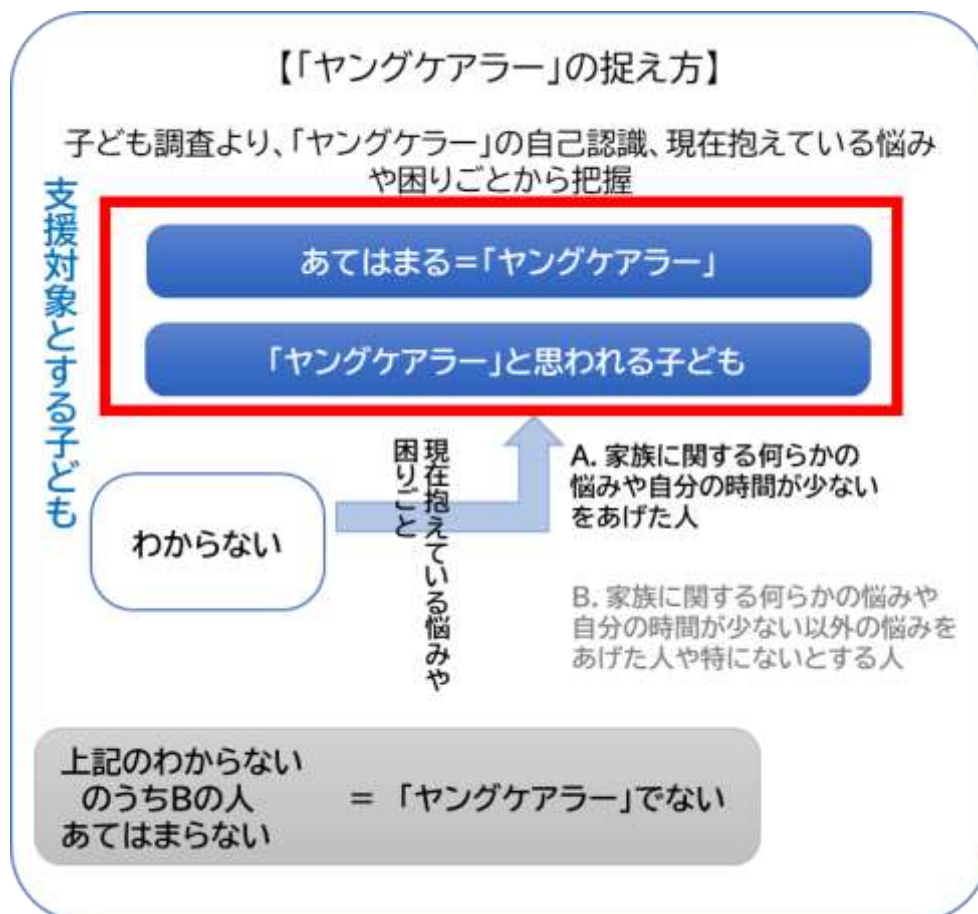 【「ヤングケアラー」の捉え方】
子ども調査より、「ヤングケラー」の自己認識、現在抱えている悩み
や困りごとから把握
支援対象とする子ども
あてはまる＝「ヤングケアラー」
「ヤングケアラー」と思われる子ども
わからない
現在抱えている悩みや
困りごと
A. 家族に関する何らかの
悩みや自分の時間が少ない
をあげた人
B. 家族に関する何らかの悩みや
自分の時間が少ない以外の悩みを
あげた人や特にないとする人
上記のわからない
のうちBの人
あてはまらない
＝ 「ヤングケアラー」でない